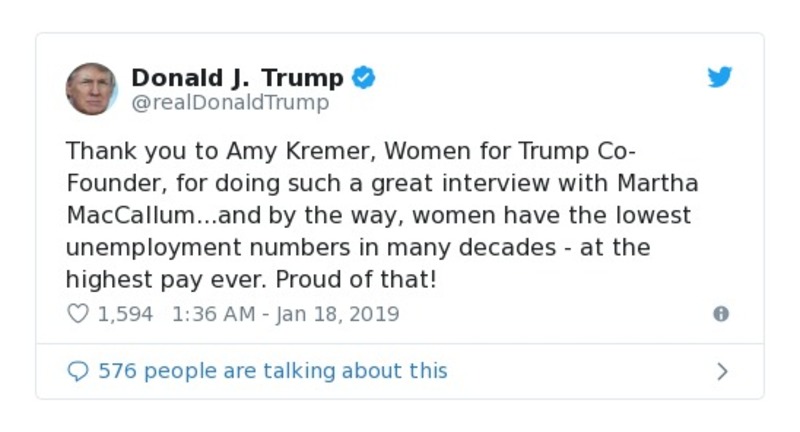 Donald J. Trump
@realDonaldTrump
Thank you to Amy Kremer, Women for Trump Co-
Founder, for doing such a great interview with Martha
MacCallum...and by the way, women have the lowest
unemployment numbers in many decades - at the
highest pay ever. Proud of that!
1,594 1:36 AM - Jan 18, 2019
576 people are talking about this